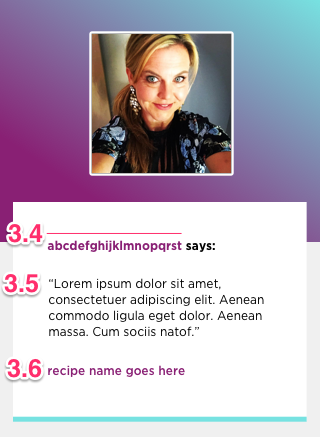 3.4
abcdefghijklmnopqrst says:
3.5
“Lorem ipsum dolor sit amet,
consectetuer adipiscing elit. Aenean
commodo ligula eget dolor. Aenean
massa. Cum sociis natof.”
3.6
recipe name goes here